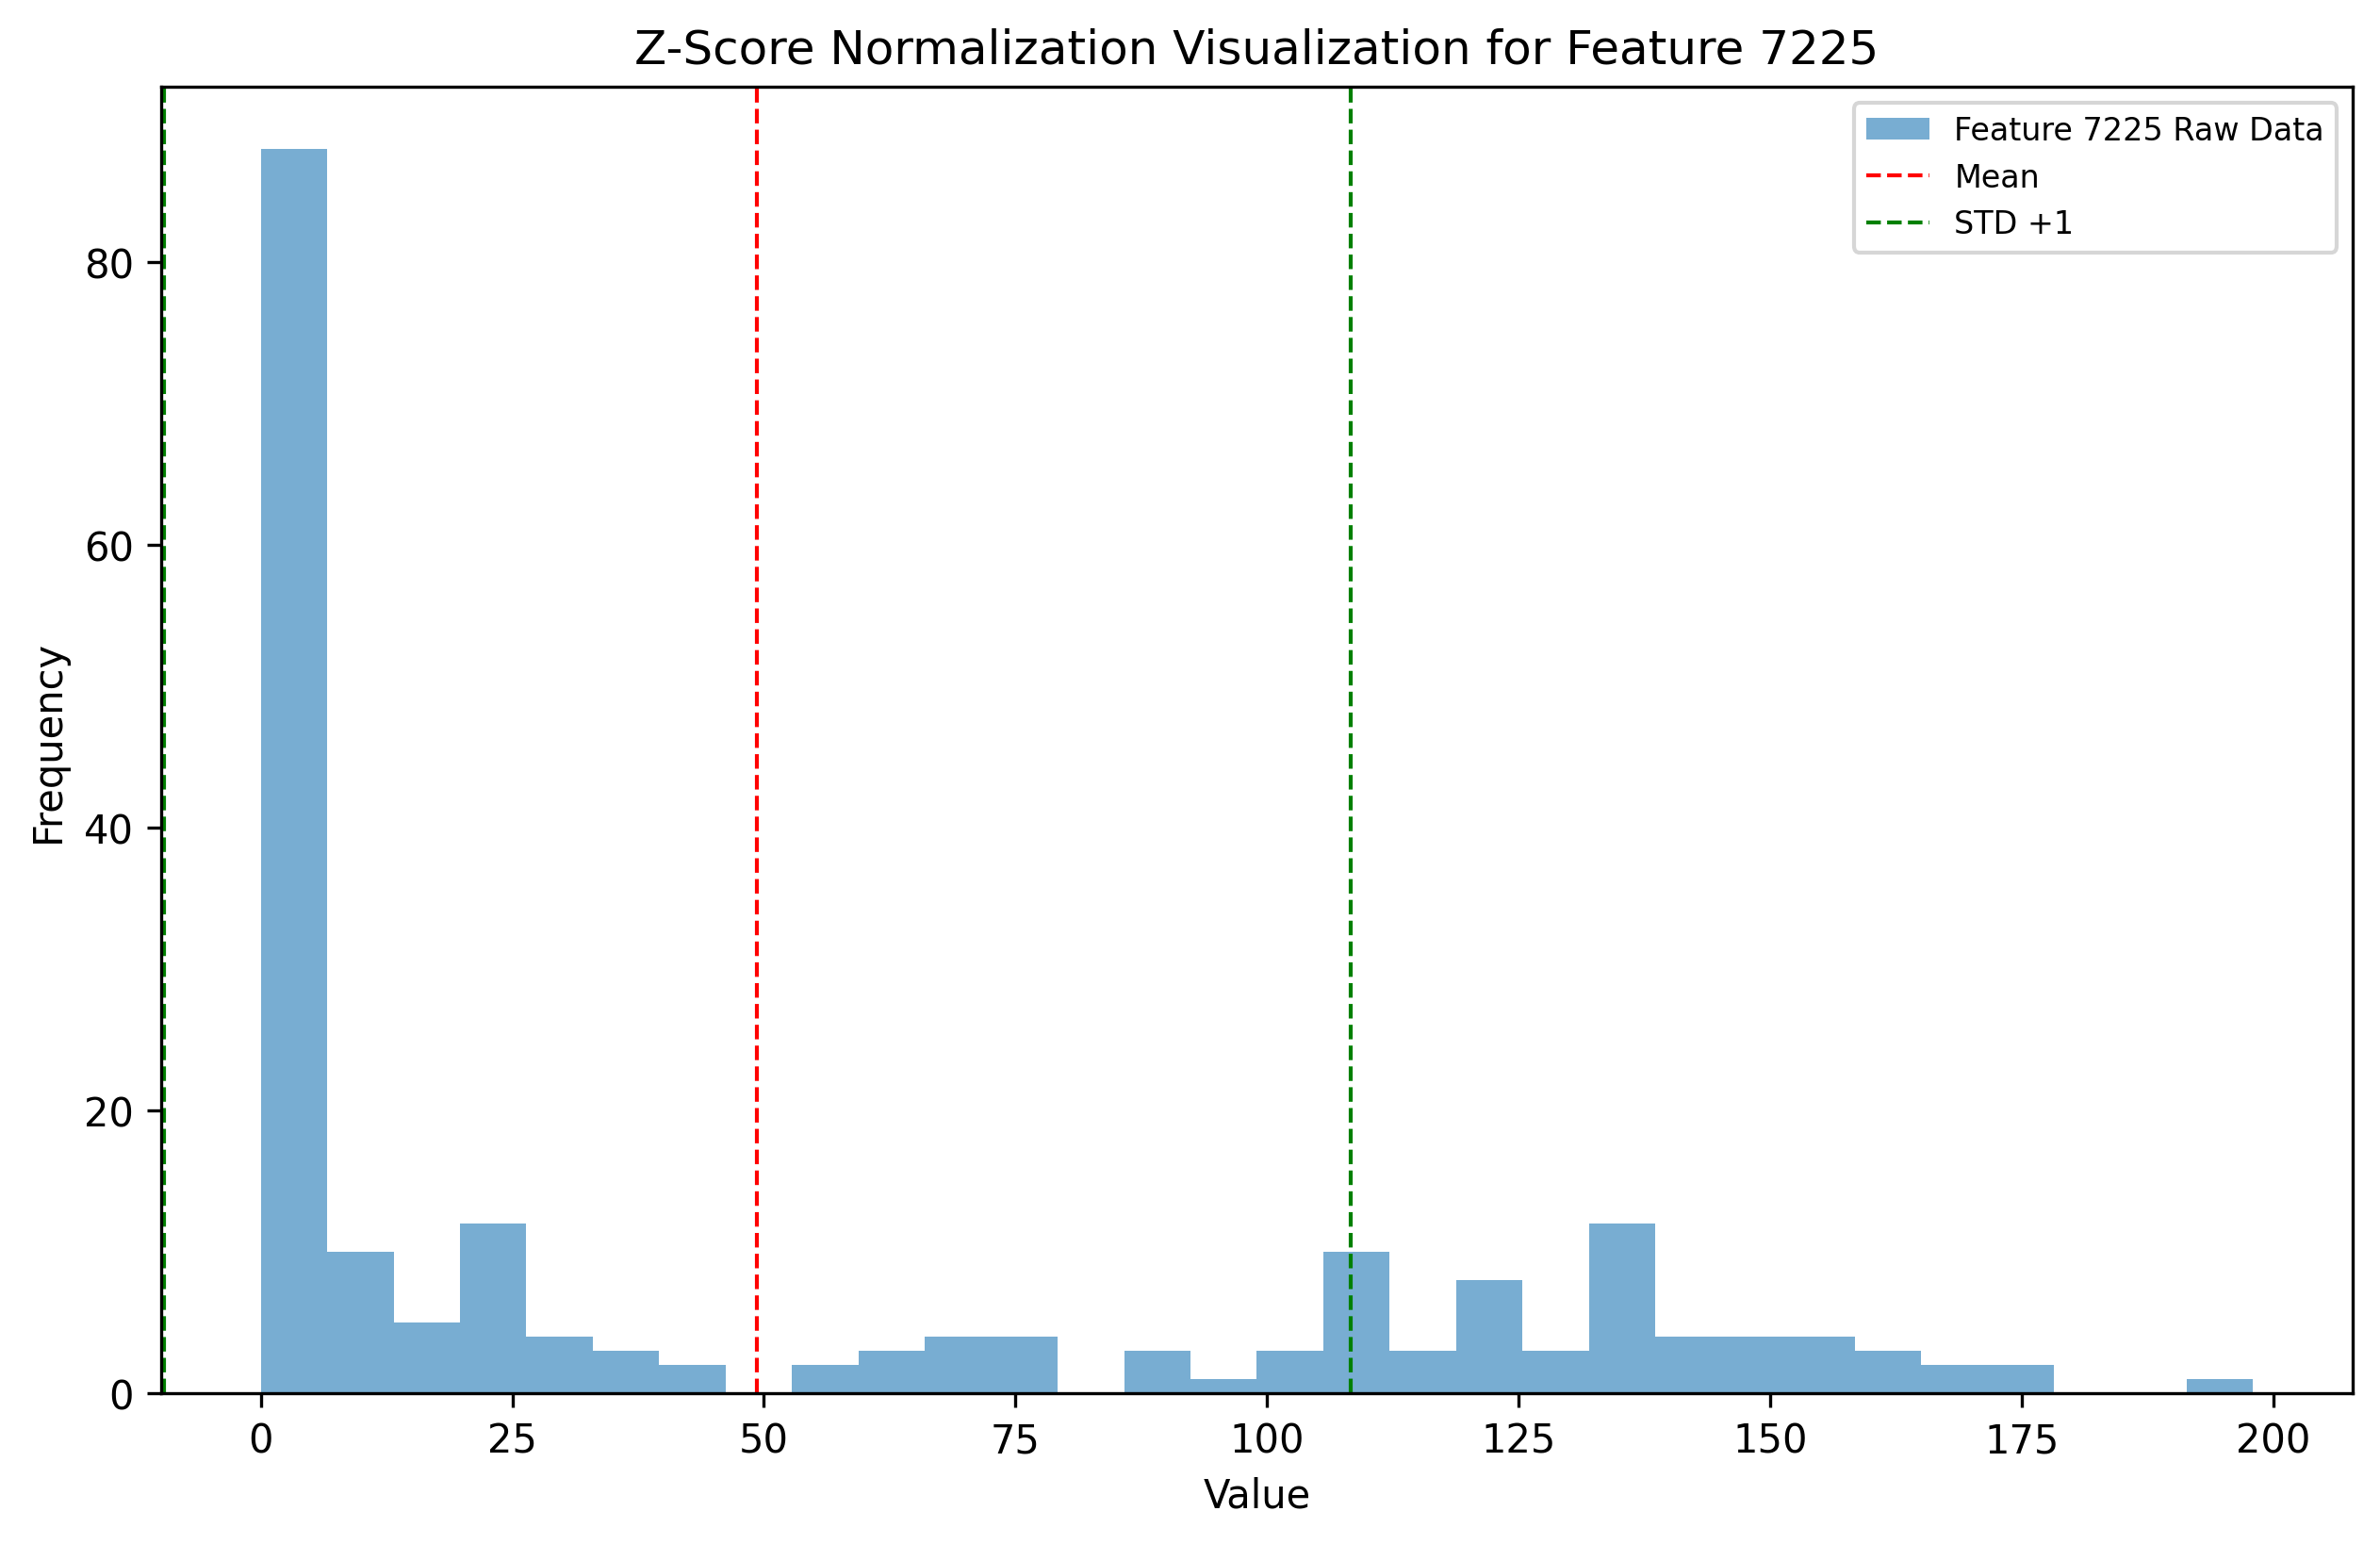 Z-Score Normalization Visualization for Feature 7225
Feature 7225 Raw Data
Mean
STD +1
Frequency
80
60
40
20
0
0 25 50 75 100 125 150 175 200
Value